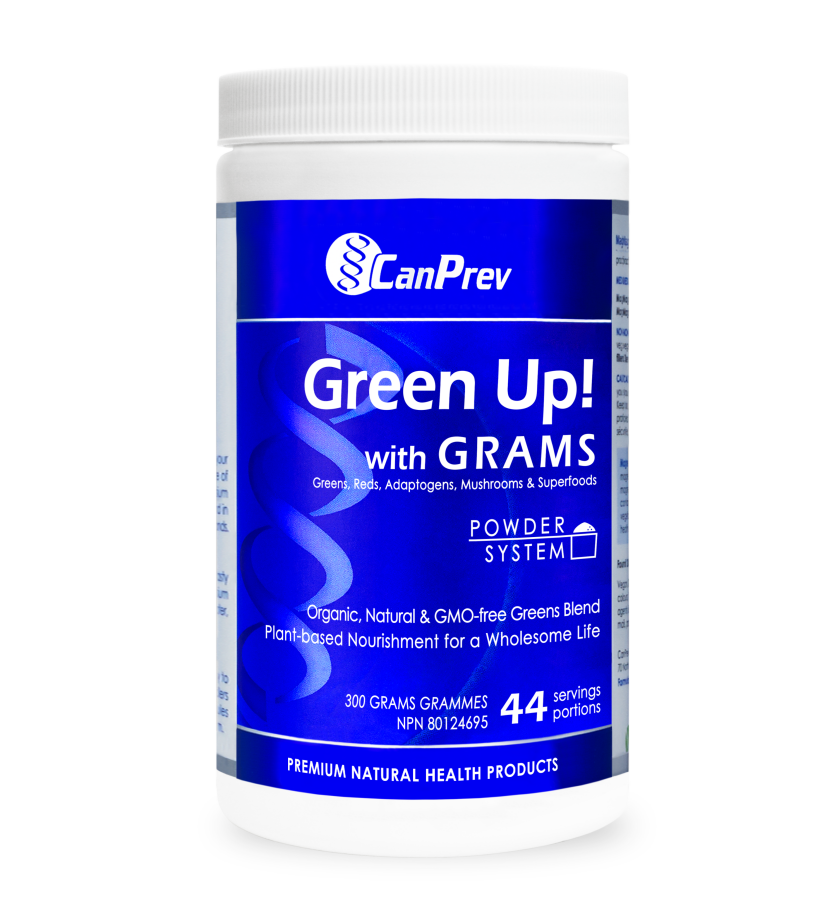 CanPrev
Green Up!
with GRAMS
Greens, Reds, Adaptogens, Mushrooms & Superfoods
POWDER
SYSTEM
Organic, Natural & GMO-free Greens Blend
Plant-based Nourishment for a Wholesome Life
300 GRAMS GRAMMES
NPN 80124695
44 servings
portions
PREMIUM NATURAL HEALTH PRODUCTS